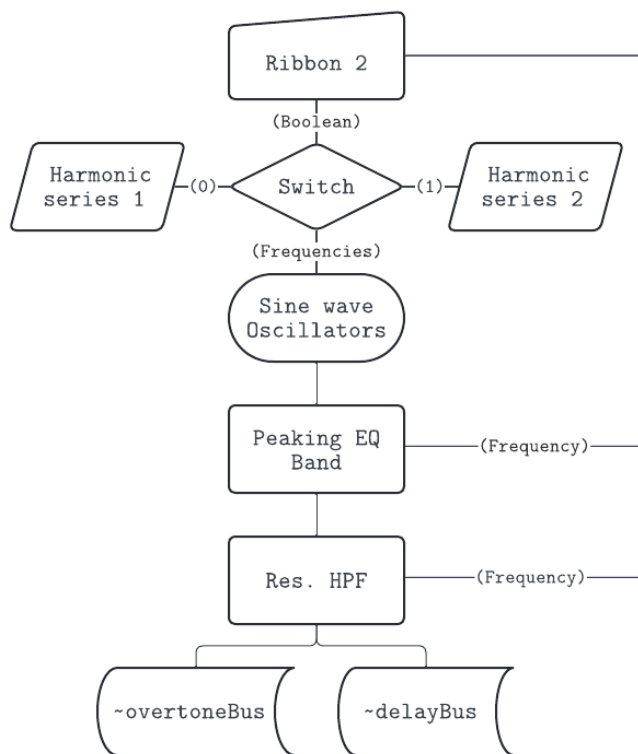 Ribbon 2
(Boolean)
Harmonic
series 1
(0)
Switch
(1)
Harmonic
series 2
(Frequencies)
Sine wave
Oscillators
Peaking EQ
Band
(Frequency)
Res. HPF
(Frequency)
~overtoneBus
~delayBus